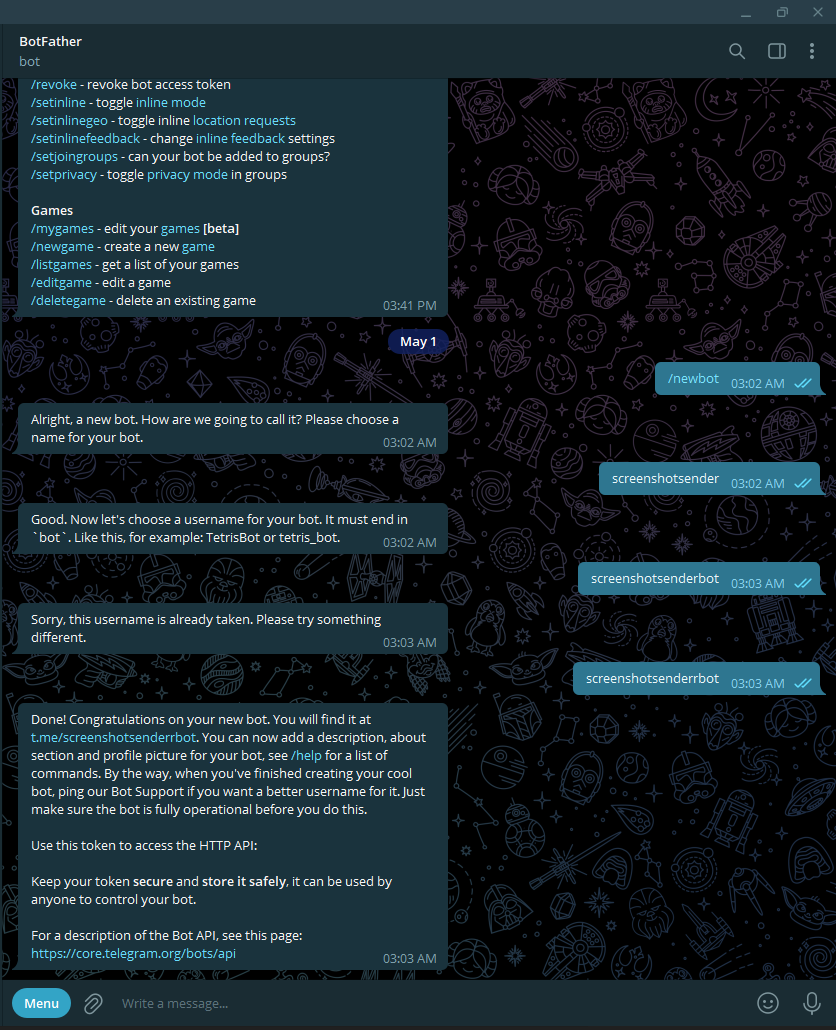 BotFather
bot
/revoke - revoke bot access token
/setinline - toggle inline mode
/setinlinegeo - toggle inline location requests
/setinlinefeedback - change inline feedback settings
/setjoingroups - can your bot be added to groups?
/setprivacy - toggle privacy mode in groups
Games
/mygames - edit your games [beta]
/newgame - create a new game
/listgames - get a list of your games
/editgame - edit a game
/deletegame - delete an existing game
03:41 PM
May 1
/newbot 03:02 AM
Alright, a new bot. How are we going to call it? Please choose a
name for your bot.
03:02 AM
screenshotsender 03:02 AM
Good. Now let's choose a username for your bot. It must end in
`bot`. Like this, for example: TetrisBot or tetris_bot.
03:02 AM
screenshotsenderbot 03:03 AM
Sorry, this username is already taken. Please try something
different.
03:03 AM
screenshotsenderrbot 03:03 AM
Done! Congratulations on your new bot. You will find it at
t.me/screenshotsenderrbot. You can now add a description, about
section and profile picture for your bot, see /help for a list of
commands. By the way, when you've finished creating your cool
bot, ping our Bot Support if you want a better username for it. Just
make sure the bot is fully operational before you do this.
Use this token to access the HTTP API:
Keep your token secure and store it safely, it can be used by
anyone to control your bot.
For a description of the Bot API, see this page:
https://core.telegram.org/bots/api
03:03 AM
Menu
Write a message...